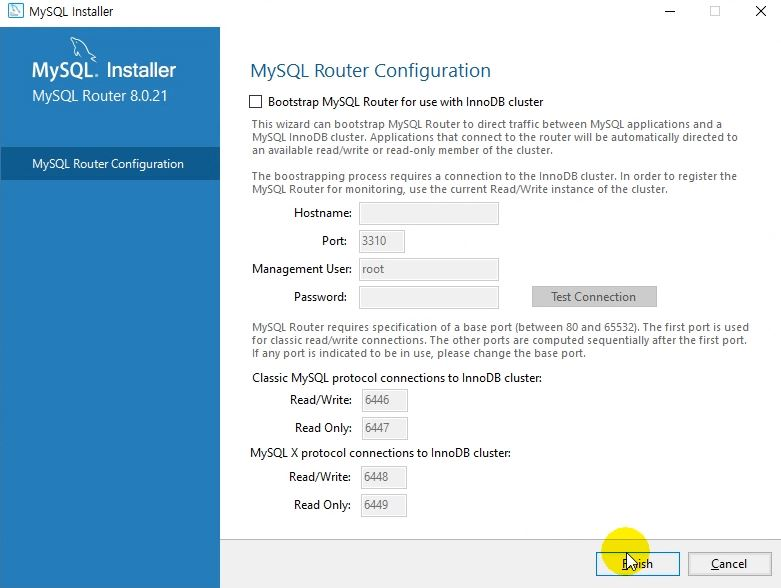 MySQL Installer
MySQL. Installer
MySQL Router 8.0.21
MySQL Router Configuration
MySQL Router Configuration
Bootstrap MySQL Router for use with InnoDB cluster
This wizard can bootstrap MySQL Router to direct traffic between MySQL applications and a
MySQL InnoDB cluster. Applications that connect to the router will be automatically directed to
an available read/write or read-only member of the cluster.
The boostrapping process requires a connection to the InnoDB cluster. In order to register the
MySQL Router for monitoring, use the current Read/Write instance of the cluster.
Hostname:
Port: 3310
Management User: root
Password:
Test Connection
MySQL Router requires specification of a base port (between 80 and 65532). The first port is used
for classic read/write connections. The other ports are computed sequentially after the first port.
If any port is indicated to be in use, please change the base port.
Classic MySQL protocol connections to InnoDB cluster:
Read/Write: 6446
Read Only: 6447
MySQL X protocol connections to InnoDB cluster:
Read/Write: 6448
Read Only: 6449
Finish
Cancel